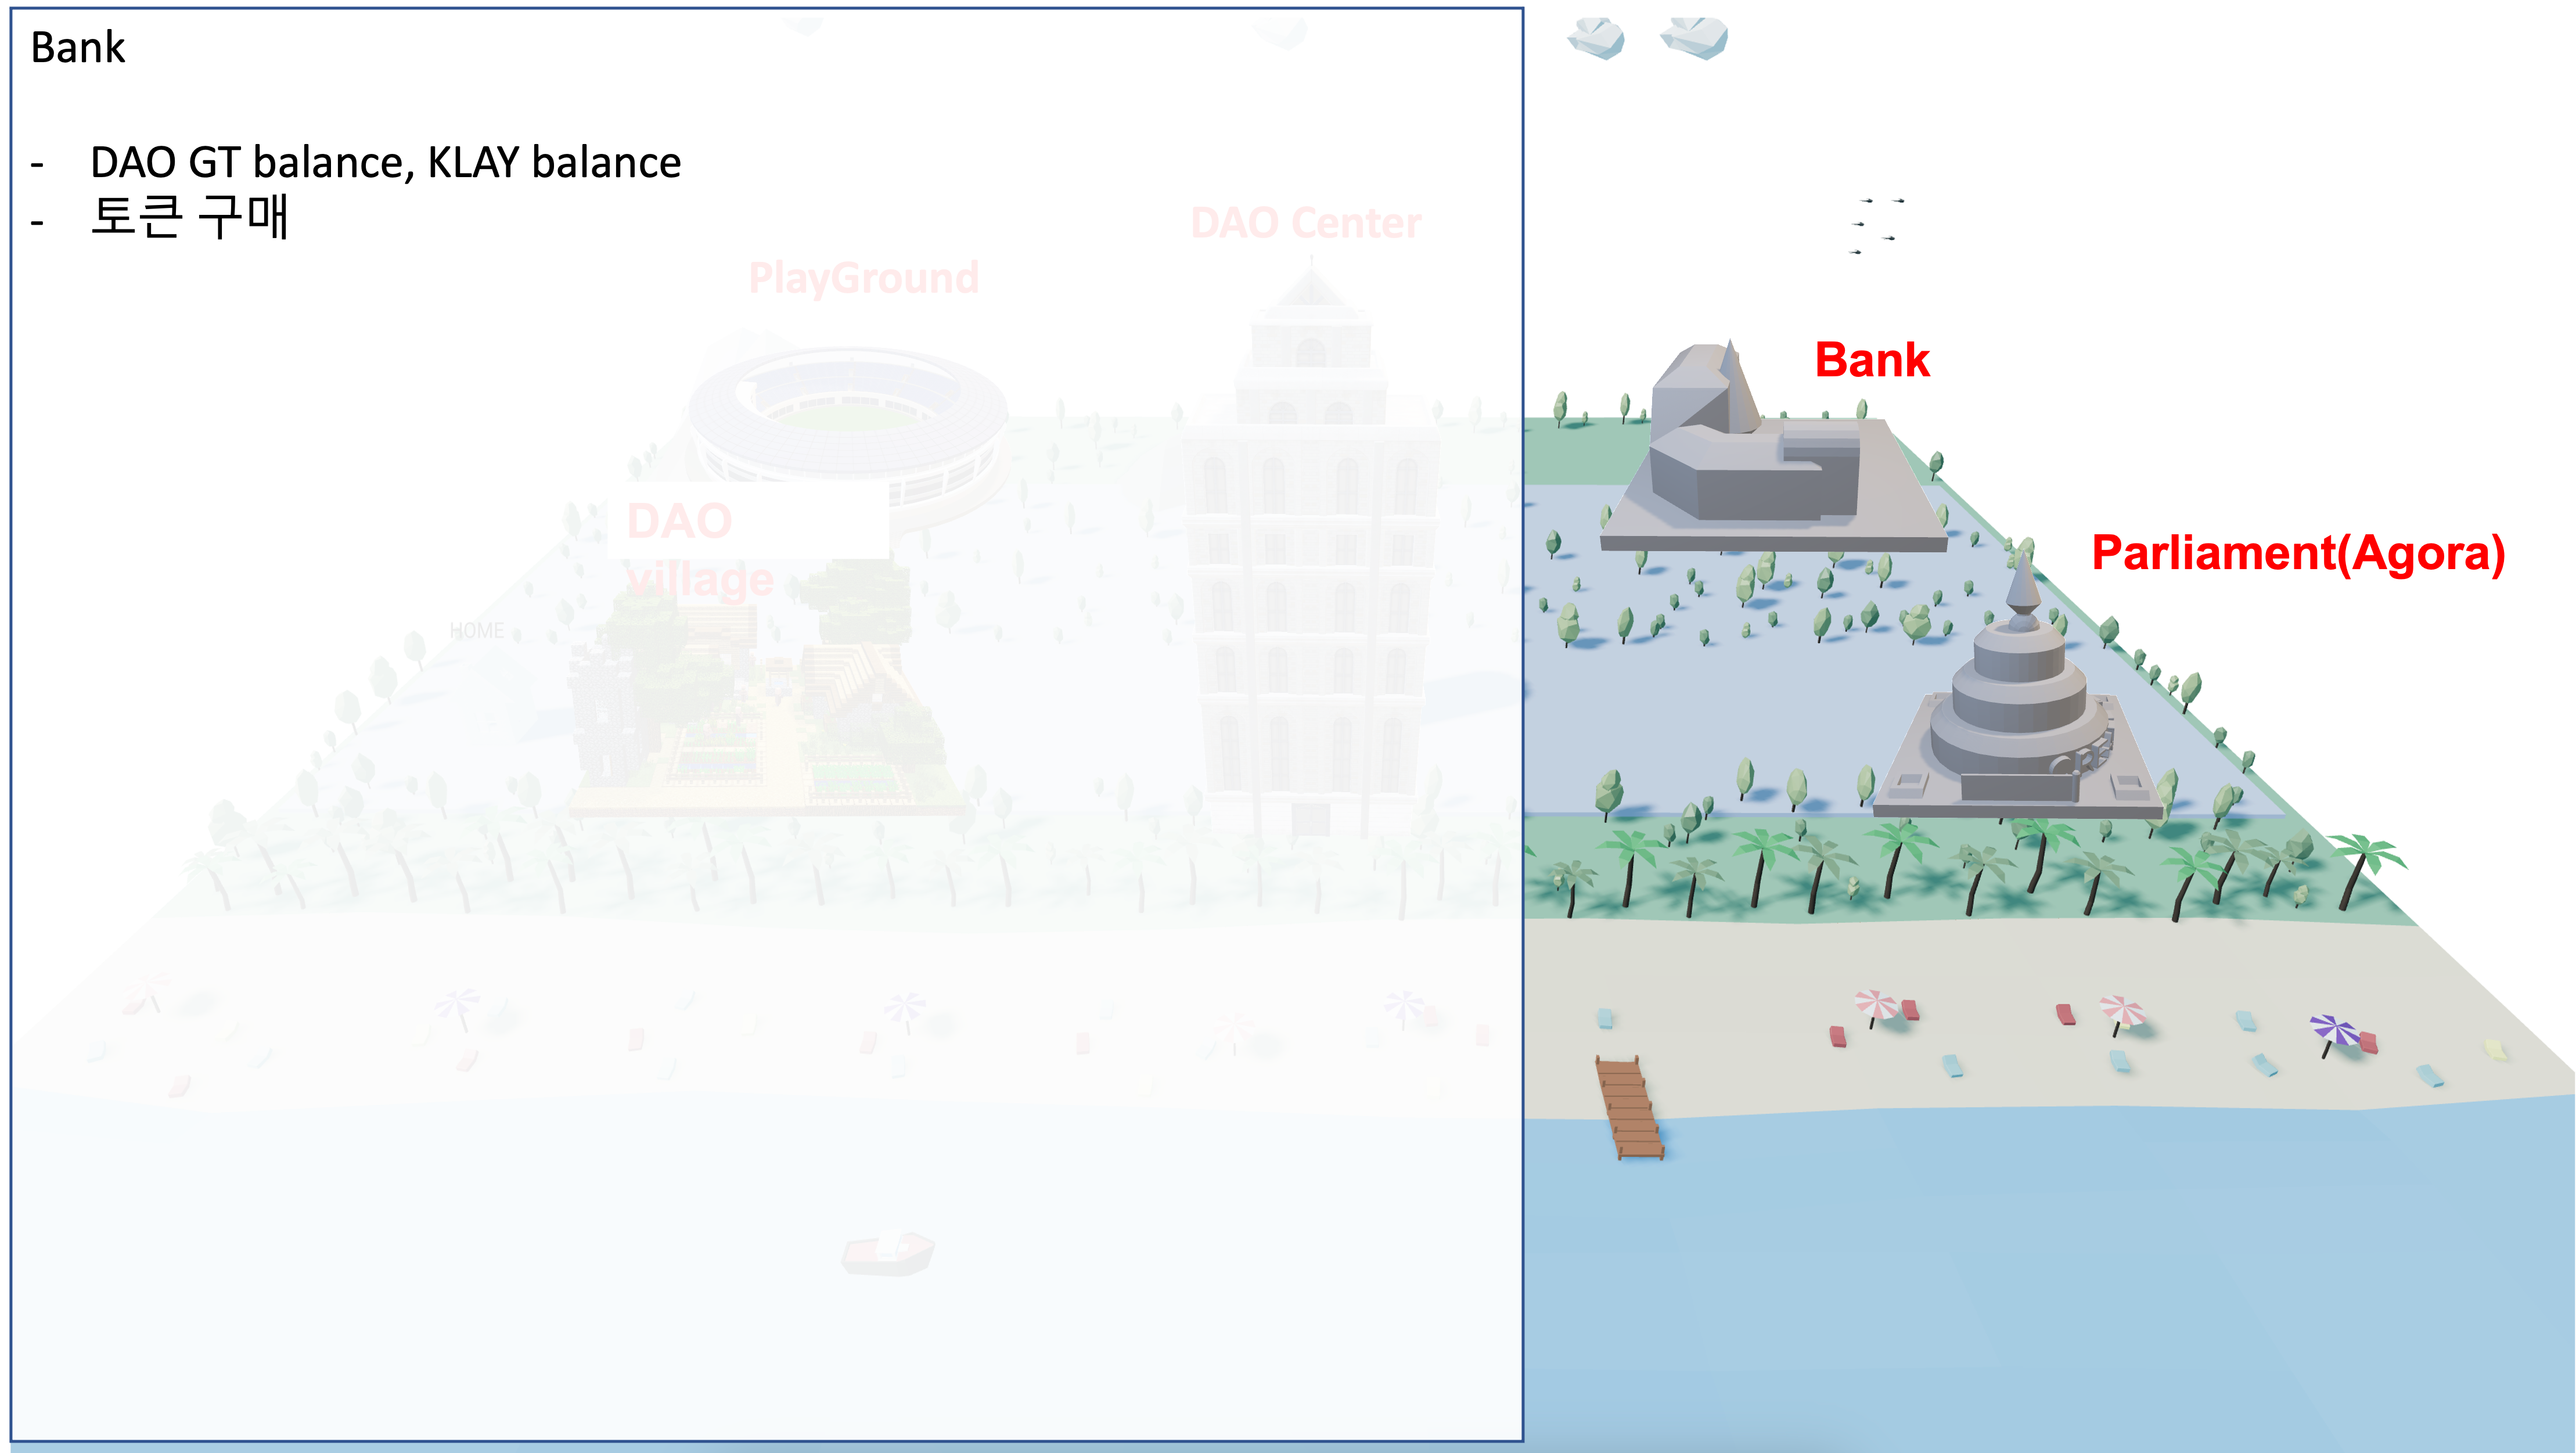 Bank
- DAO GT balance, KLAY balance
- 토큰 구매
DAO Center
PlayGround
Bank
DAO
village
Parliament(Agora)
HOME